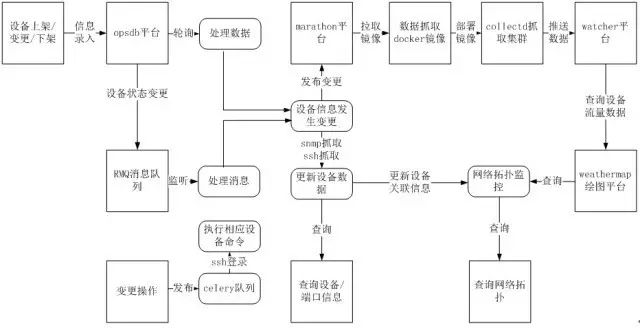 设备上架/
变更/下架
信息
录入
opsdb平台
轮询
处理数据
marathon平台
拉取
镜像
数据抓取
docker镜像
部署
镜像
collectd抓
取集群
推送
数据
watcher平台
设备状态变更
发布变更
设备信息发
生变更
查询设备
流量数据
snmp抓取
ssh抓取
RMQ消息队
列
监听
处理消息
更新设备
数据
更新设备
关联信息
网络拓扑监
控
查询
weathermap
绘图平台
执行相应设
备命令
ssh登录
查询
查询
变更操作
发布
celery队列
查询设备/
端口信息
查询网络拓
扑